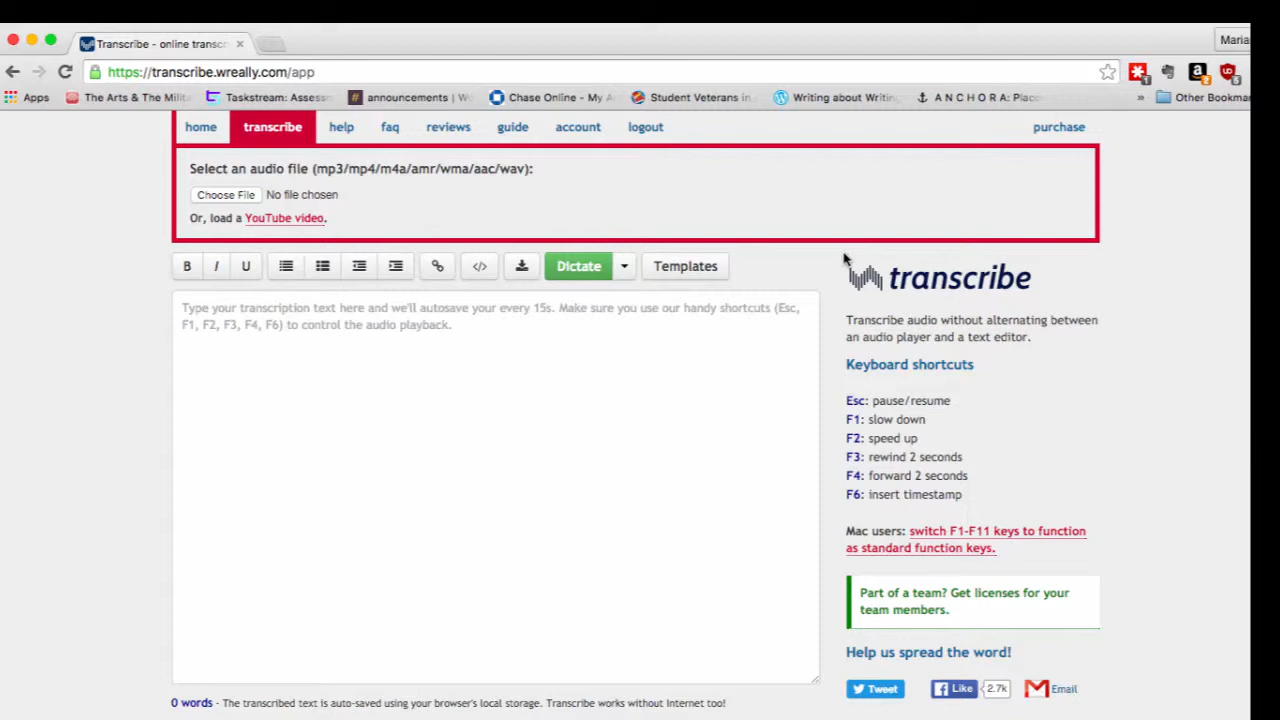 Transcribe - online transc
Maria
https://transcribe.wreally.com/app
Apps The Arts & The Milit Taskstream: Assess announcements | W Chase Online - My A Student Veterans in Writing about Writin A N C H O R A: Place » Other Bookmar
home transcribe help faq reviews guide account logout purchase
Select an audio file (mp3/mp4/m4a/amr/wma/aac/wav):
Choose File No file chosen
Or, load a YouTube video.
B I U </> Dictate Templates
transcribe
Type your transcription text here and we'll autosave your every 15s. Make sure you use our handy shortcuts (Esc,
F1, F2, F3, F4, F6) to control the audio playback.
Transcribe audio without alternating between
an audio player and a text editor.
Keyboard shortcuts
Esc: pause/resume
F1: slow down
F2: speed up
F3: rewind 2 seconds
F4: forward 2 seconds
F6: insert timestamp
Mac users: switch F1-F11 keys to function
as standard function keys.
Part of a team? Get licenses for your
team members.
Help us spread the word!
Tweet Like 2.7k Email
0 words - The transcribed text is auto-saved using your browser's local storage. Transcribe works without Internet too!